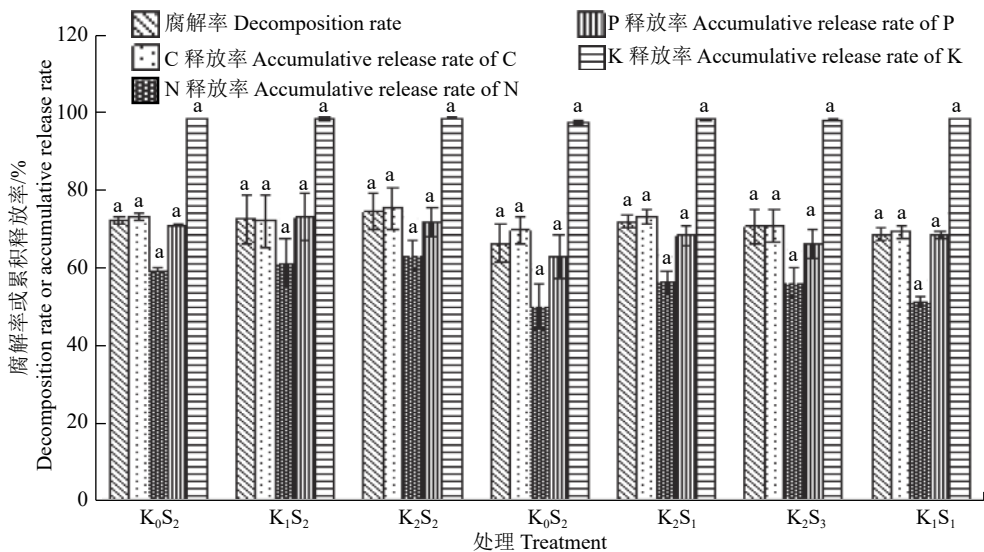 腐解率 Decomposition rate
C 释放率 Accumulative release rate of C
N 释放率 Accumulative release rate of N
P 释放率 Accumulative release rate of P
K 释放率 Accumulative release rate of K
腐解率或累积释放率/%
Decomposition rate or accumulative release rate
120
100
80
60
40
20
0
a a a a a
a a a a a
a a a a a
a a a a a
a a a a a
a a a a a
a a a a a
K₀S₂ K₁S₂ K₂S₂ K₀S₂ K₂S₁ K₂S₃ K₁S₁
处理 Treatment